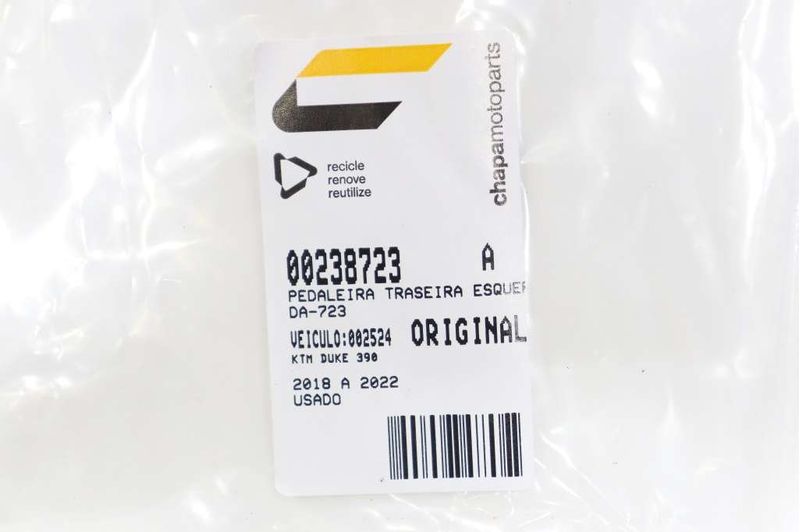 chapamotoparts
recicle
renove
reutilize
00238723 A
PEDALEIRA TRASEIRA ESQUER
DA-723
VEICULO:002524 ORIGINAL
KTM DUKE 390
2018 A 2022
USADO